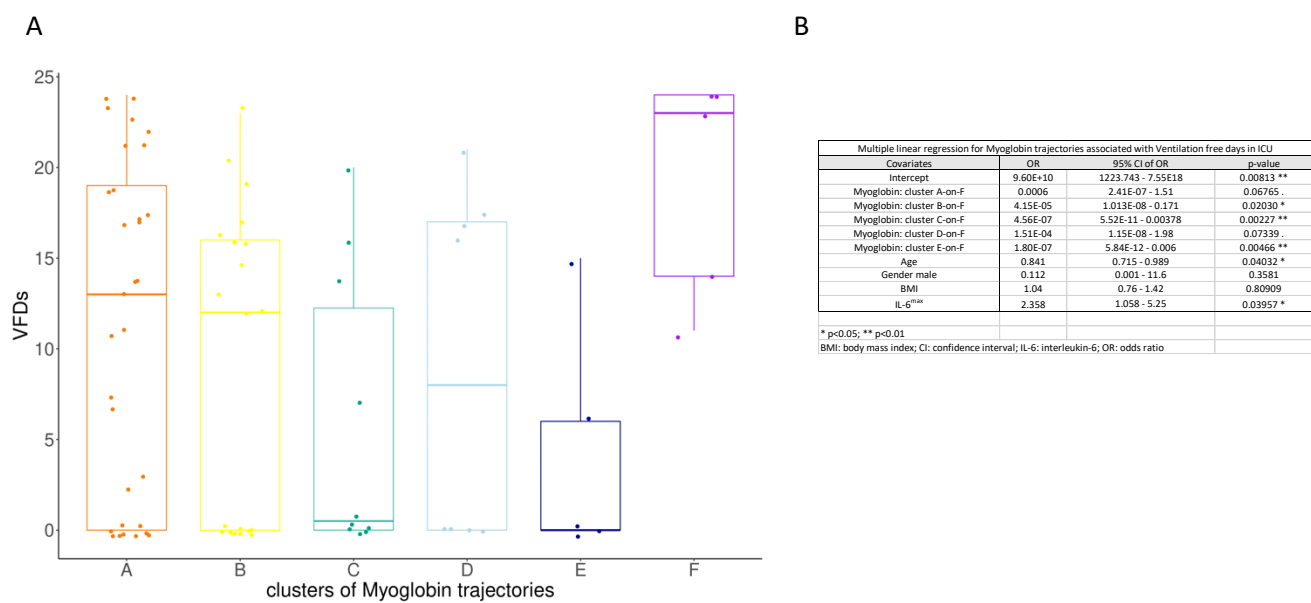 A
B
25
20
15
10
5
0
VFDs
A B C D E F
clusters of Myoglobin trajectories
Multiple linear regression for Myoglobin trajectories associated with Ventilation free days in ICU
Covariates OR 95% CI of OR p-value
Intercept 9.60E+10 1223.743 - 7.55E18 0.00813 **
Myoglobin: cluster A-on-F 0.0006 2.41E-07 - 1.51 0.06765 .
Myoglobin: cluster B-on-F 4.15E-05 1.013E-08 - 0.171 0.02030 *
Myoglobin: cluster C-on-F 4.56E-07 5.52E-11 - 0.00378 0.00227 **
Myoglobin: cluster D-on-F 1.51E-04 1.15E-08 - 1.98 0.07339 .
Myoglobin: cluster E-on-F 1.80E-07 5.84E-12 - 0.006 0.00466 **
Age 0.841 0.715 - 0.989 0.04032 *
Gender male 0.112 0.001 - 11.6 0.3581
BMI 1.04 0.76 - 1.42 0.80909
IL-6max 2.358 1.058 - 5.25 0.03957 *
* p<0.05; ** p<0.01
BMI: body mass index; CI: confidence interval; IL-6: interleukin-6; OR: odds ratio